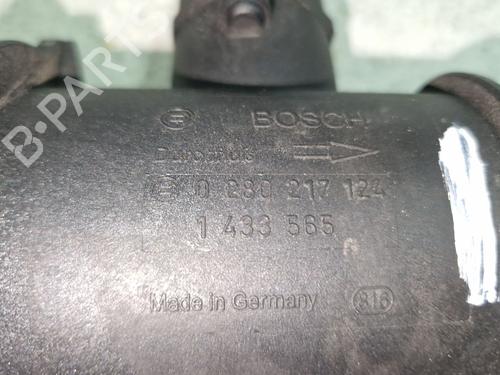 BOSCH
Durchfluß
0 280 217 124
1 433 565
Made in Germany 816
B-PARTS